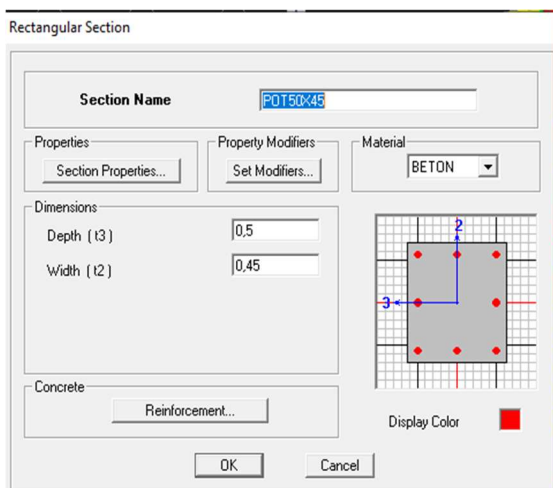 Rectangular Section
Section Name POT50X45
Properties Property Modifiers Material
Section Properties... Set Modifiers... BETON
Dimensions
Depth ( t3 ) 0,5
Width ( t2 ) 0,45
2
3
Concrete
Reinforcement...
Display Color
OK Cancel